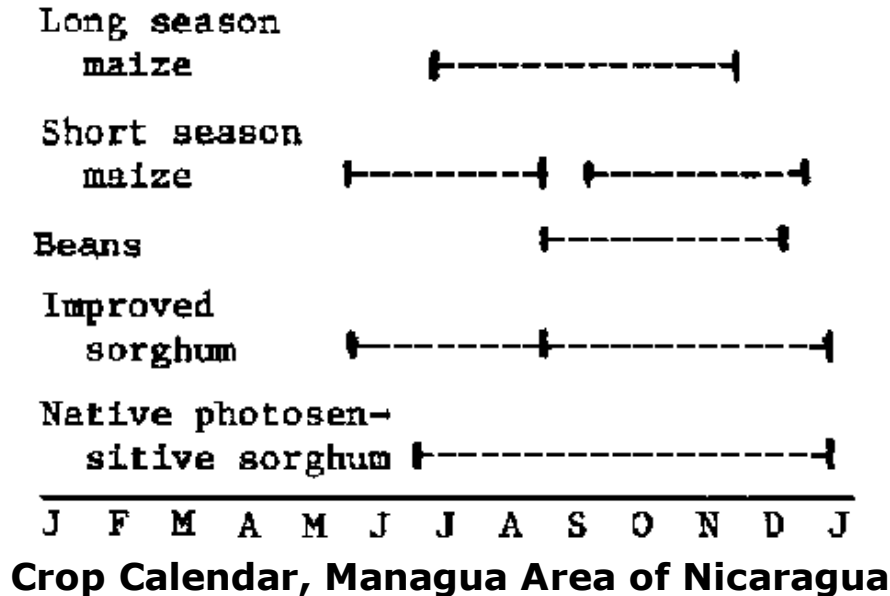 Long season
maize
Short season
maize
Beans
Improved
sorghum
Native photosen-
sitive sorghum
J F M A M J J A S O N D J
Crop Calendar, Managua Area of Nicaragua